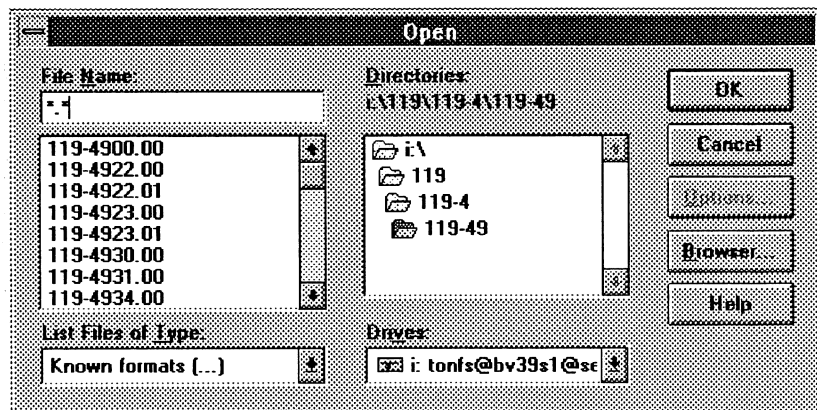 Open
File Name:
*.*
119-4900.00
119-4922.00
119-4922.01
119-4923.00
119-4923.01
119-4930.00
119-4931.00
119-4934.00
List Files of Type:
Known formats (...)
Directories:
i:\119\119-4\119-49
i:\
119
119-4
119-49
Drives:
i: tonfs@bv39s1@se
OK
Cancel
Options...
Browser...
Help